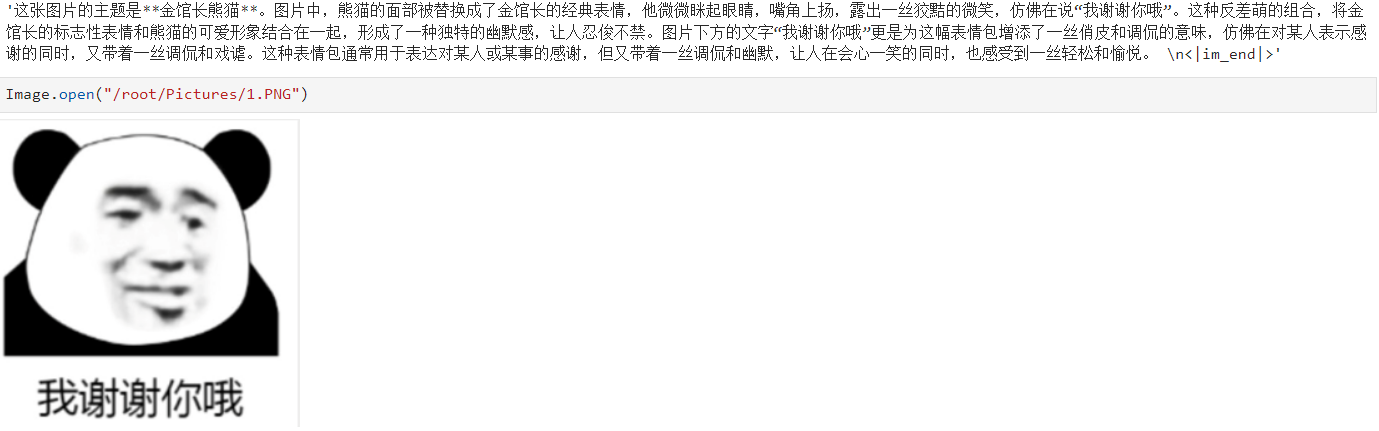 '这张图片的主题是**金馆长熊猫**。图片中，熊猫的面部被替换成了金馆长的经典表情，他微微眯起眼睛，嘴角上扬，露出一丝狡黠的微笑，仿佛在说“我谢谢你哦”。这种反差萌的组合，将金
馆长的标志性表情和熊猫的可爱形象结合在一起，形成了一种独特的幽默感，让人忍俊不禁。图片下方的文字“我谢谢你哦”更是为这幅表情包增添了一丝俏皮和调侃的意味，仿佛在对某人表示感
谢的同时，又带着一丝调侃和戏谑。这种表情包通常用于表达对某人或某事的感谢，但又带着一丝调侃和幽默，让人在会心一笑的同时，也感受到一丝轻松和愉悦。 \n<|im_end|>'
Image.open("/root/Pictures/1.PNG")
我谢谢你哦